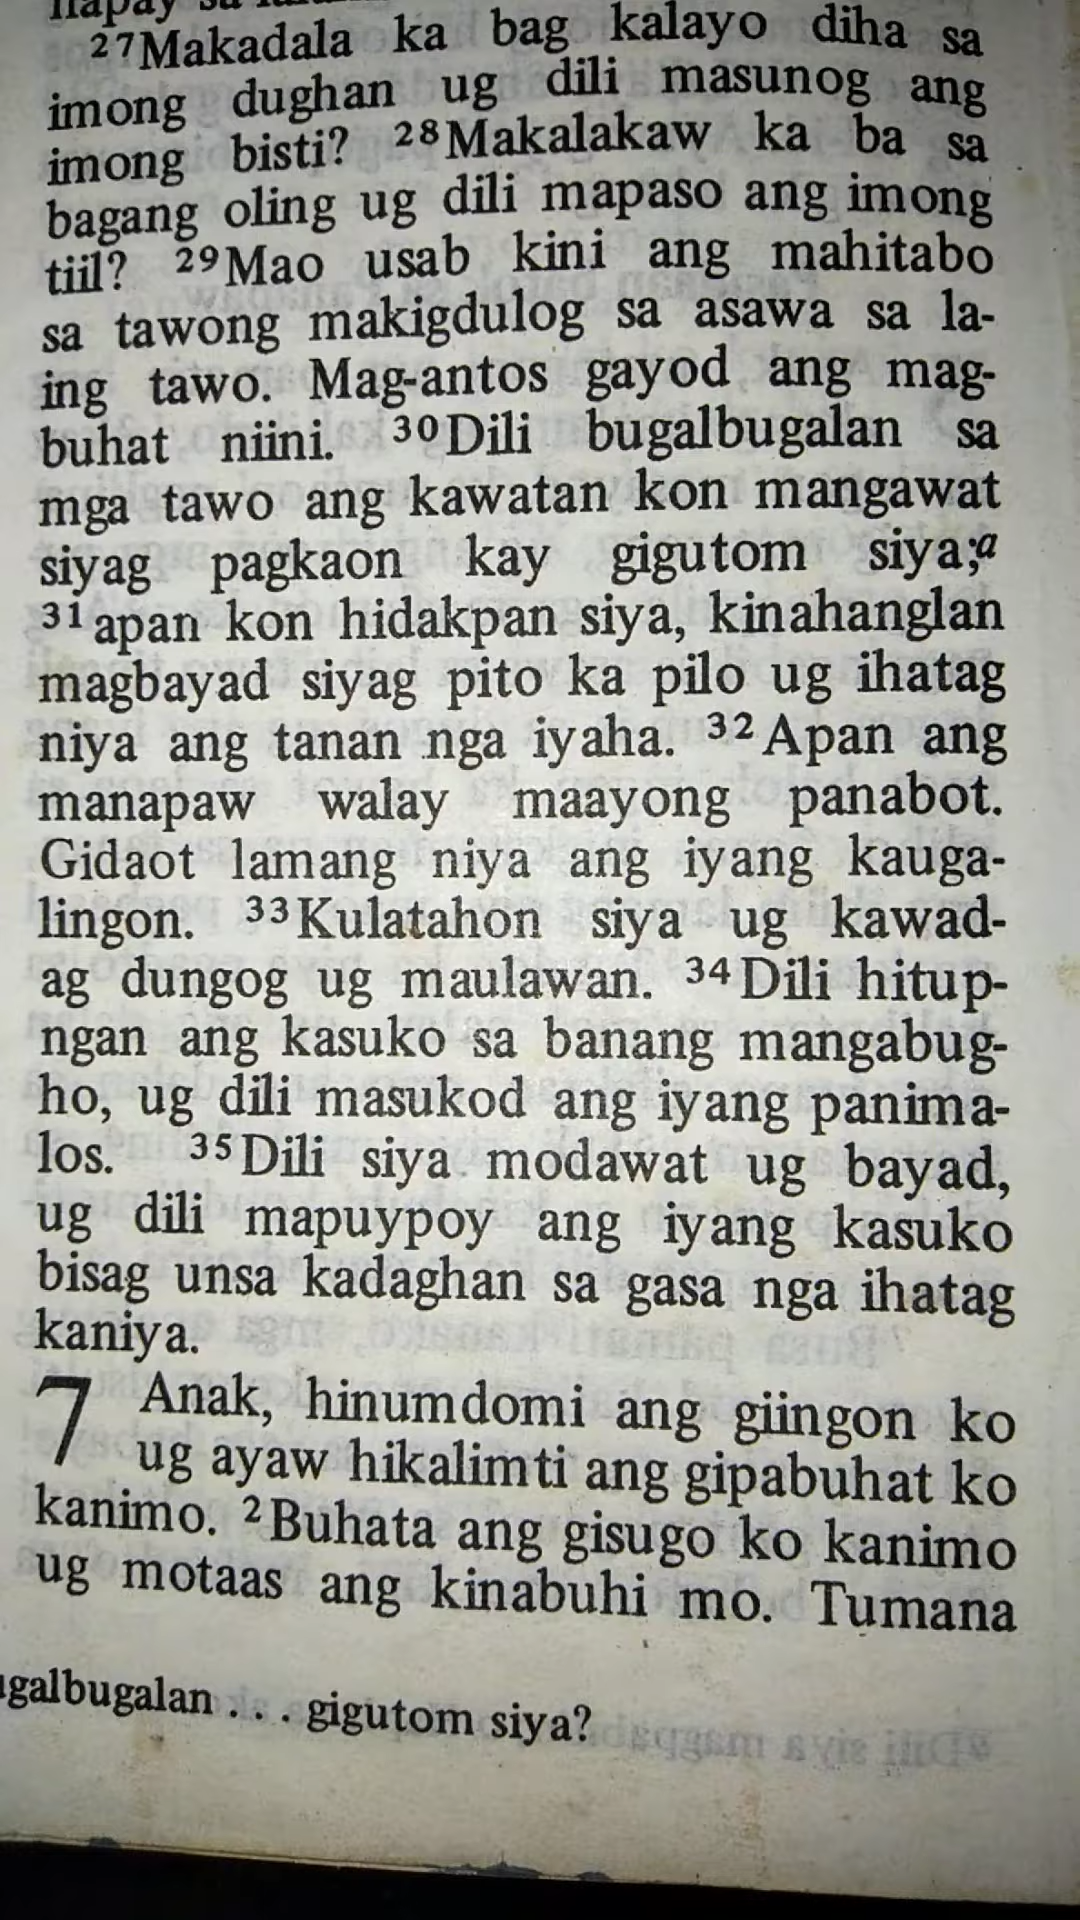 27Makadala ka bag kalayo diha sa
imong dughan ug dili masunog ang
imong bisti? 28Makalakaw ka ba sa
bagang oling ug dili mapaso ang imong
tiil? 29Mao usab kini ang mahitabo
sa tawong makigdulog sa asawa sa la-
ing tawo. Mag-antos gayod ang mag-
buhat niini. 30Dili bugalbugalan sa
mga tawo ang kawatan kon mangawat
siyag pagkaon kay gigutom siya;a
31apan kon hidakpan siya, kinahanglan
magbayad siyag pito ka pilo ug ihatag
niya ang tanan nga iyaha. 32Apan ang
manapaw walay maayong panabot.
Gidaot lamang niya ang iyang kauga-
lingon. 33Kulatahon siya ug kawad-
ag dungog ug maulawan. 34Dili hitup-
ngan ang kasuko sa banang mangabug-
ho, ug dili masukod ang iyang panima-
los. 35Dili siya modawat ug bayad,
ug dili mapuypoy ang iyang kasuko
bisag unsa kadaghan sa gasa nga ihatag
kaniya.
7 Anak, hinumdomi ang giingon ko
ug ayaw hikalimti ang gipabuhat ko
kanimo. 2Buhata ang gisugo ko kanimo
ug motaas ang kinabuhi mo. Tumana
galbugalan . . . gigutom siya?